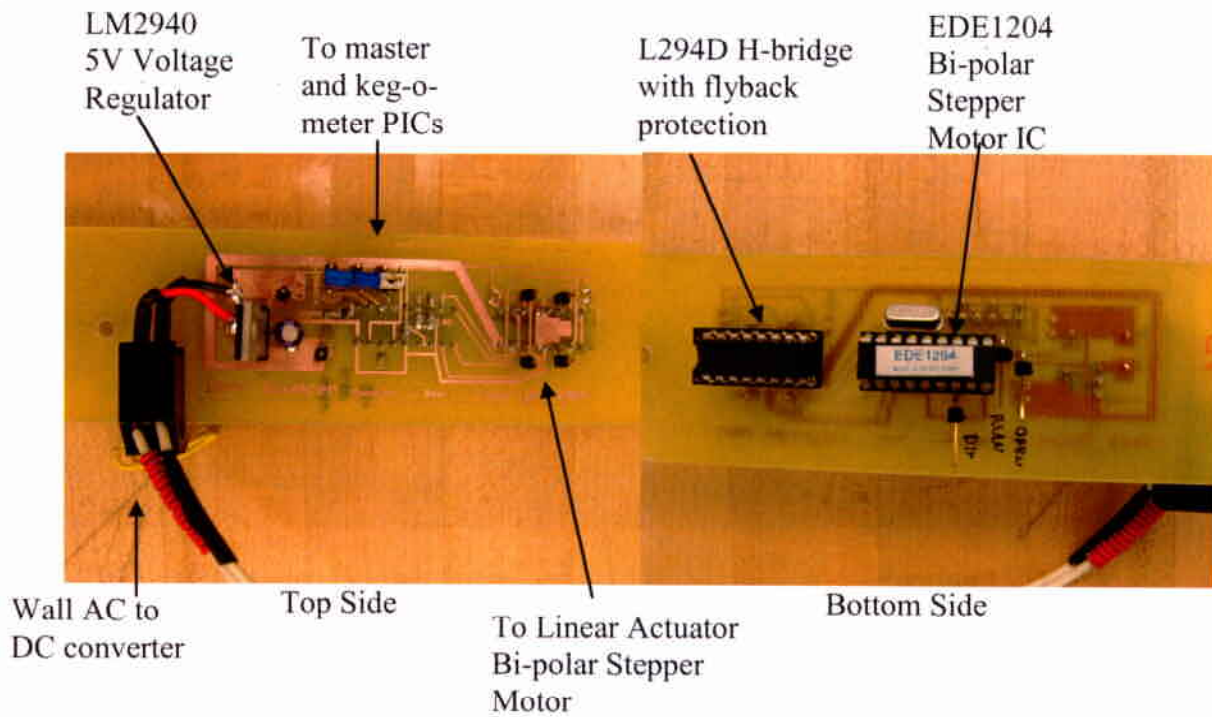 LM2940
5V Voltage
Regulator
To master
and keg-o-
meter PICs
L294D H-bridge
with flyback
protection
EDE1204
Bi-polar
Stepper
Motor IC
EDE1204
DIR
Wall AC to
DC converter
Top Side
To Linear Actuator
Bi-polar Stepper
Motor
Bottom Side